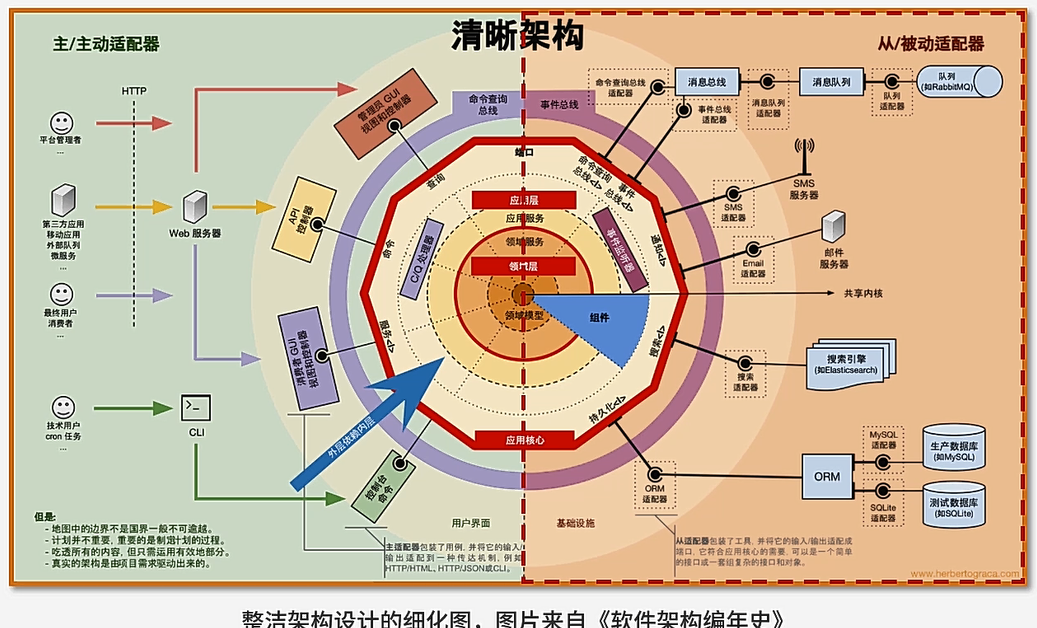 清晰架构
主/主动适配器
从/被动适配器
HTTP
平台管理者
...
第三方应用
移动应用
外部队列
微服务
...
最终用户
消费者
...
技术用户
cron 任务
...
Web 服务器
CLI
管理员 GUI
视图和控制器
API
控制器
消费者 GUI
视图和控制器
控制台
命令
命令查询
总线
事件总线
端口
查询
命令
服务</>
命令查询
总线</>
事件
总线</>
通知</>
搜索</>
持久化</>
应用层
应用服务
领域服务
领域层
领域模型
C/Q 处理器
组件
应用核心
外层依赖内层
共享内核
命令查询总线
适配器
消息总线
消息队列
适配器
消息队列
队列
适配器
队列
(如RabbitMQ)
事件总线
适配器
SMS
适配器
SMS
服务器
Email
适配器
邮件
服务器
搜索
适配器
搜索引擎
(如Elasticsearch)
ORM
适配器
ORM
MySQL
适配器
生产数据库
(如MySQL)
SQLite
适配器
测试数据库
(如SQLite)
用户界面
基础设施
但是:
- 地图中的边界不是国界一般不可逾越。
- 计划并不重要, 重要的是制定计划的过程。
- 吃透所有的内容, 但只需运用有效地部分。
- 真实的架构是由项目需求驱动出来的。
主适配器包装了用例, 并将它的输入/
输出适配到一种传达机制, 例如
HTTP/HTML, HTTP/JSON或CLI。
从适配器包装了工具, 并将它的输入/输出适配成
端口, 它符合应用核心的需要, 可以是一个简单
的接口或一套组复杂的接口和对象。
www.herbertograca.com
整洁架构设计的细化图，图片来自《软件架构编年史》